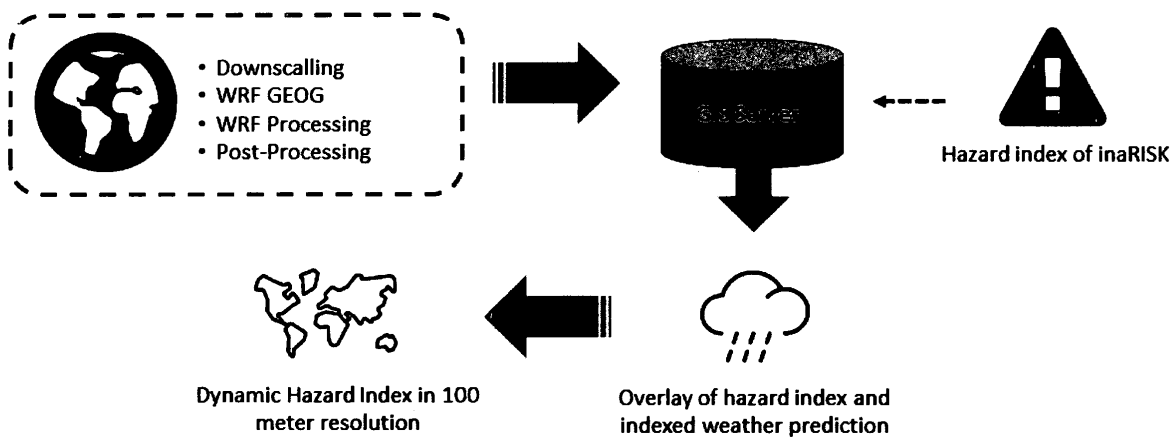 • Downscalling
• WRF GEOG
• WRF Processing
• Post-Processing
Hazard index of inaRISK
Dynamic Hazard Index in 100
meter resolution
Overlay of hazard index and
indexed weather prediction